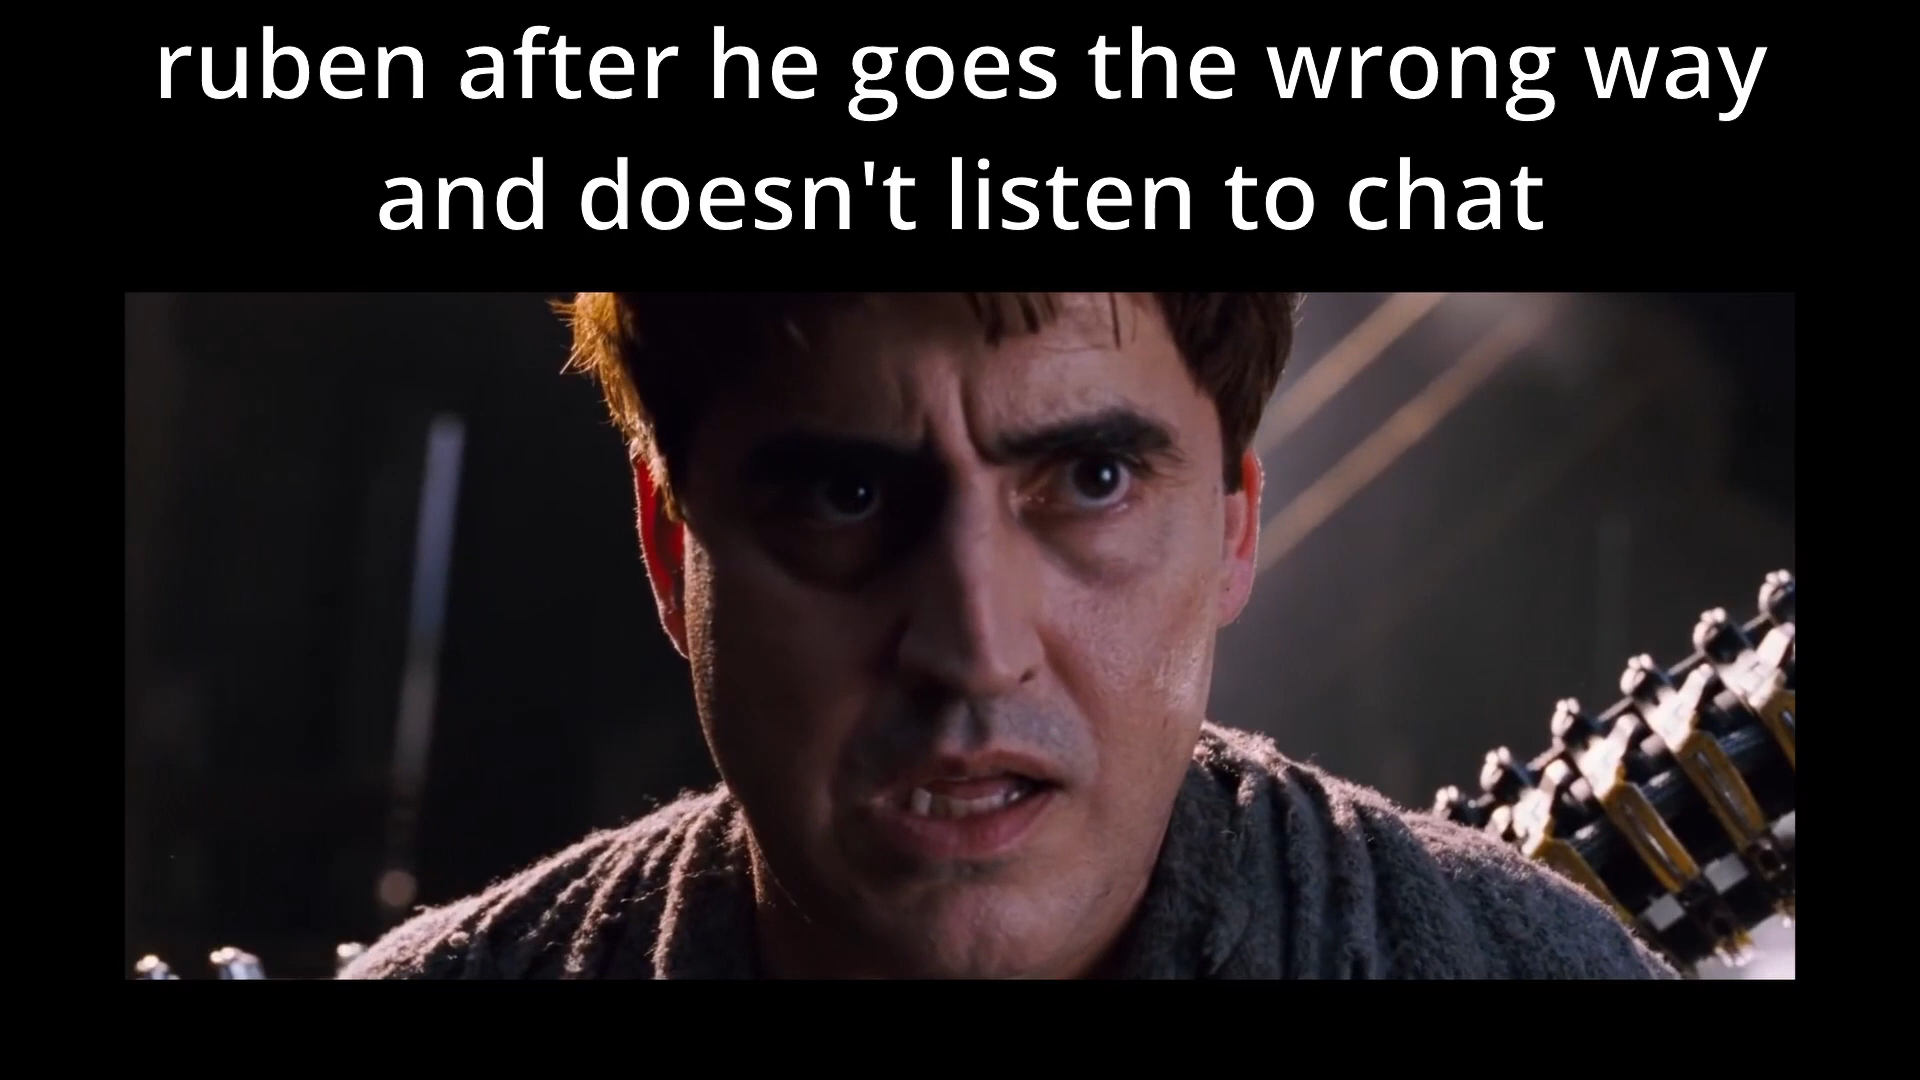 ruben after he goes the wrong way
and doesn't listen to chat